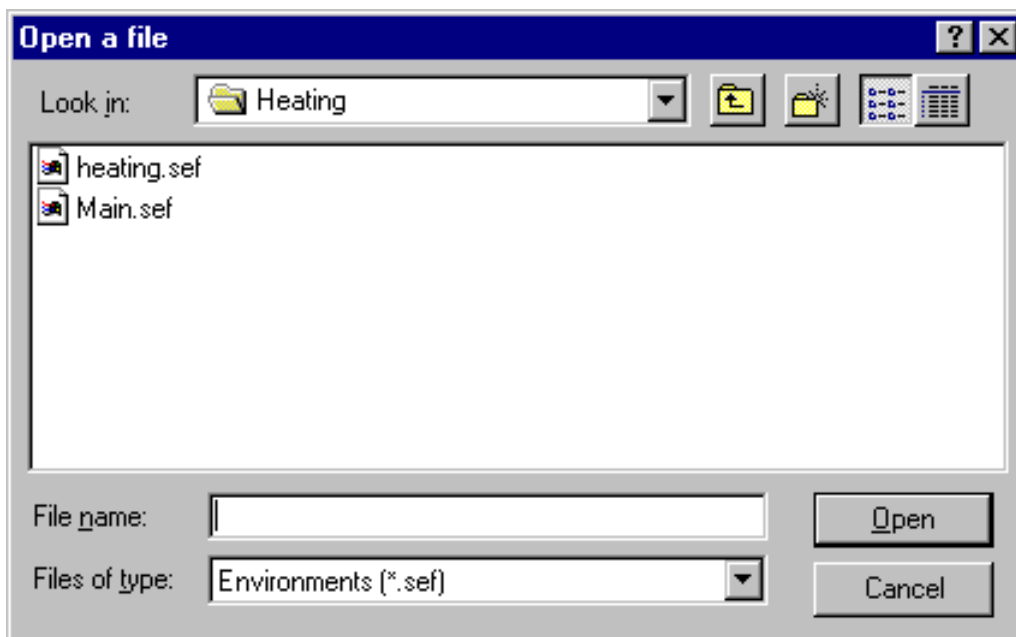 Open a file
Look in: Heating
heating.sef
Main.sef
File name: Open
Files of type: Environments (*.sef) Cancel